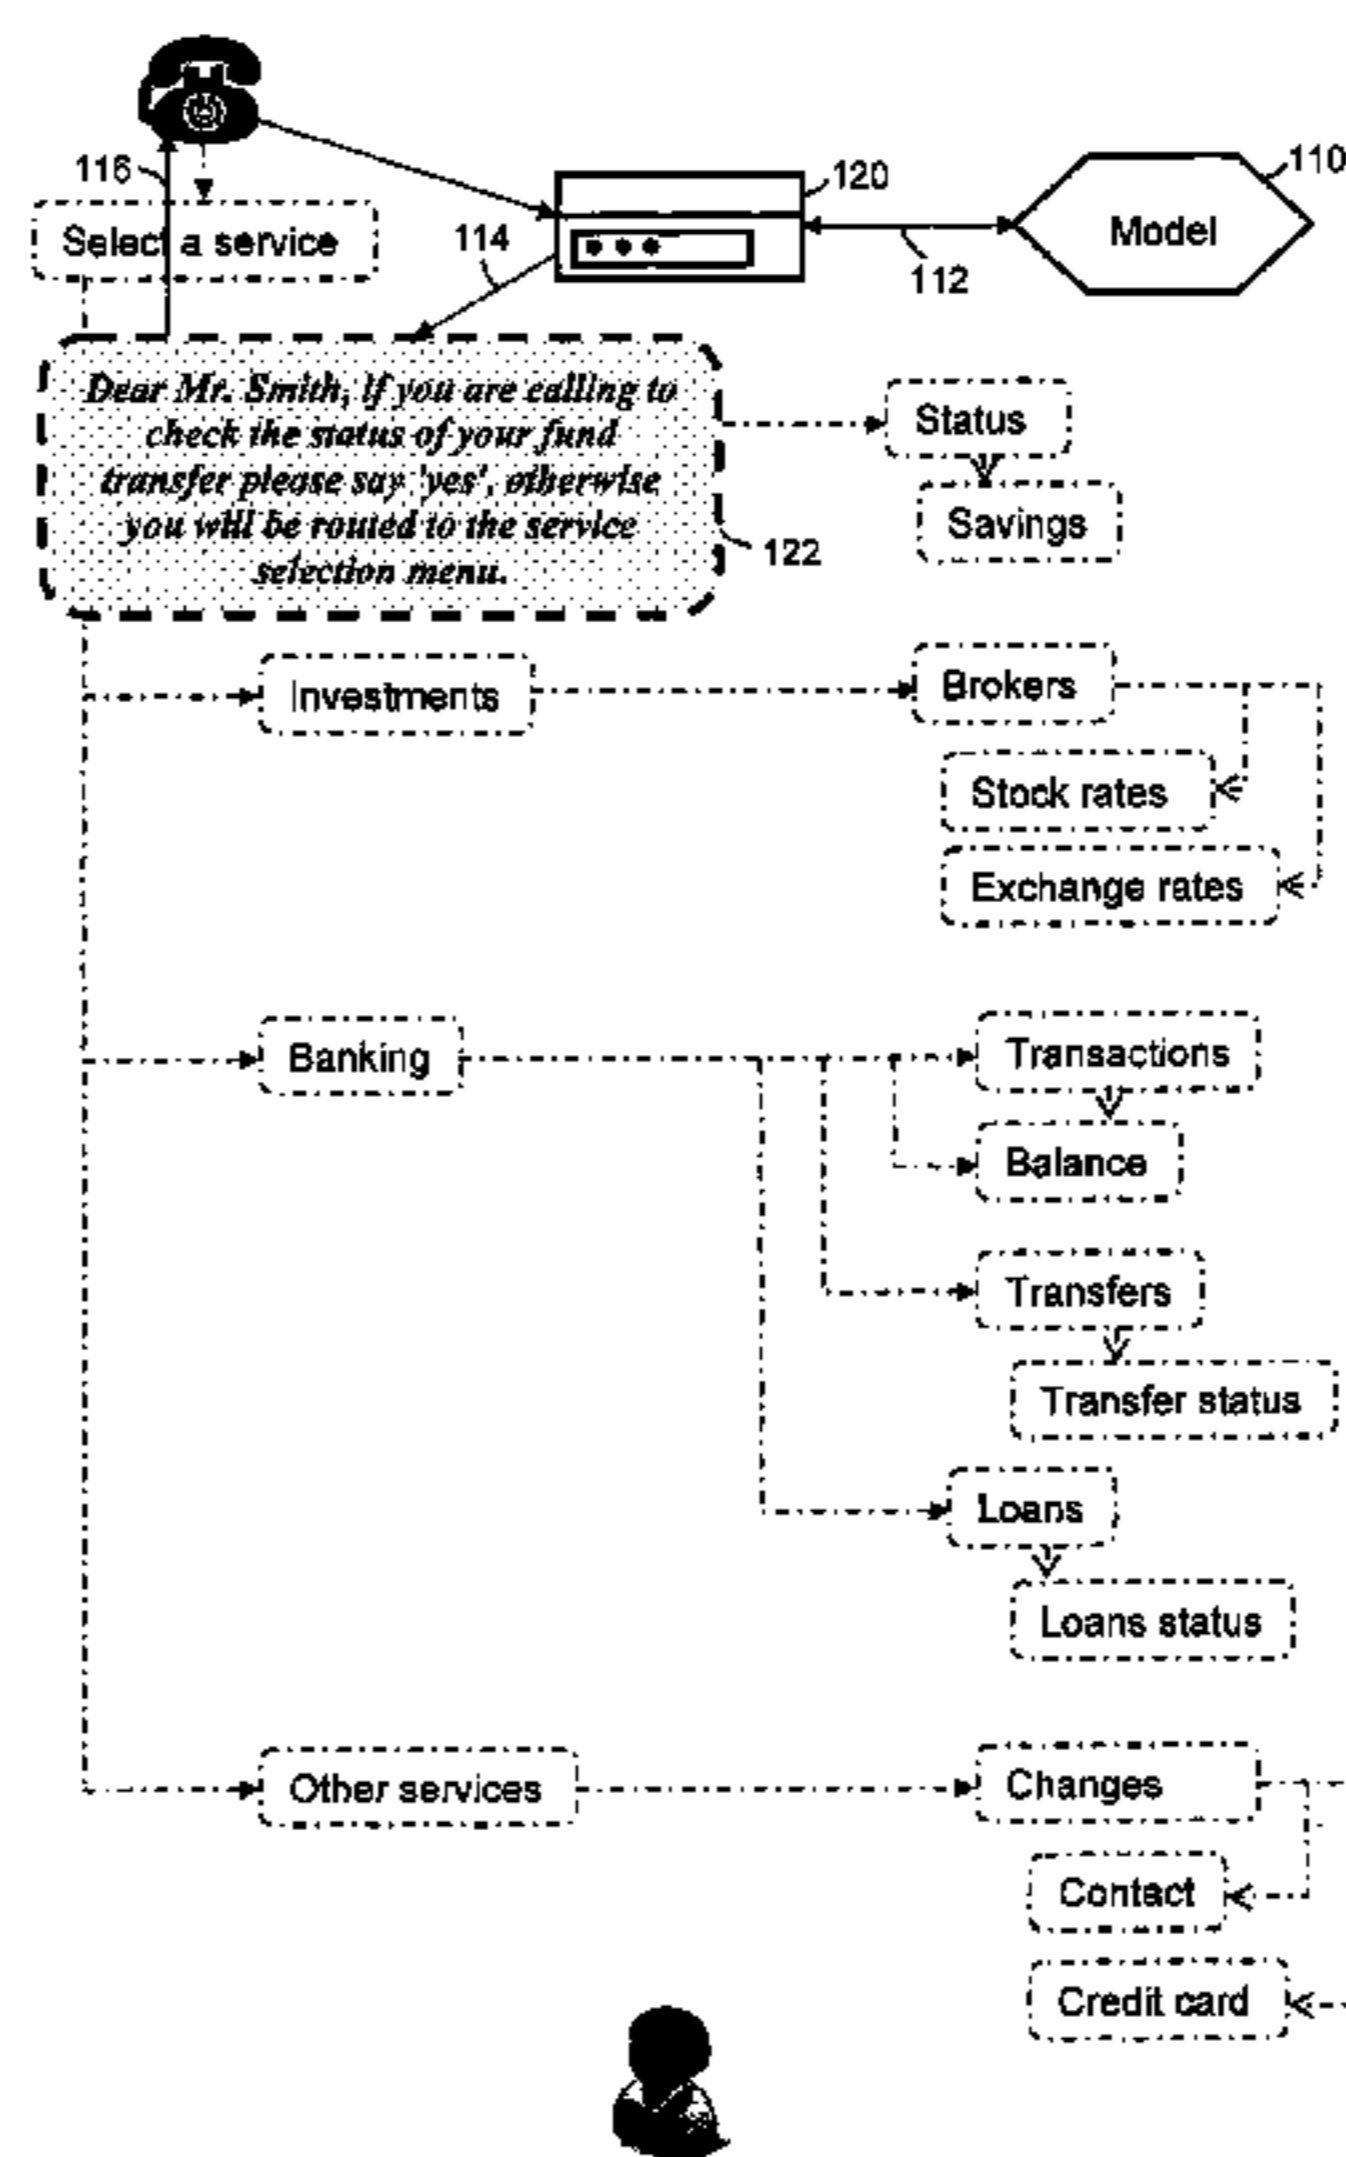 116
120
110
Select a service
114
Model
112
Dear Mr. Smith, if you are calling to
check the status of your fund
transfer please say 'yes', otherwise
you will be routed to the service
selection menu.
Status
Savings
122
Investments
Brokers
Stock rates
Exchange rates
Banking
Transactions
Balance
Transfers
Transfer status
Loans
Loans status
Other services
Changes
Contact
Credit card